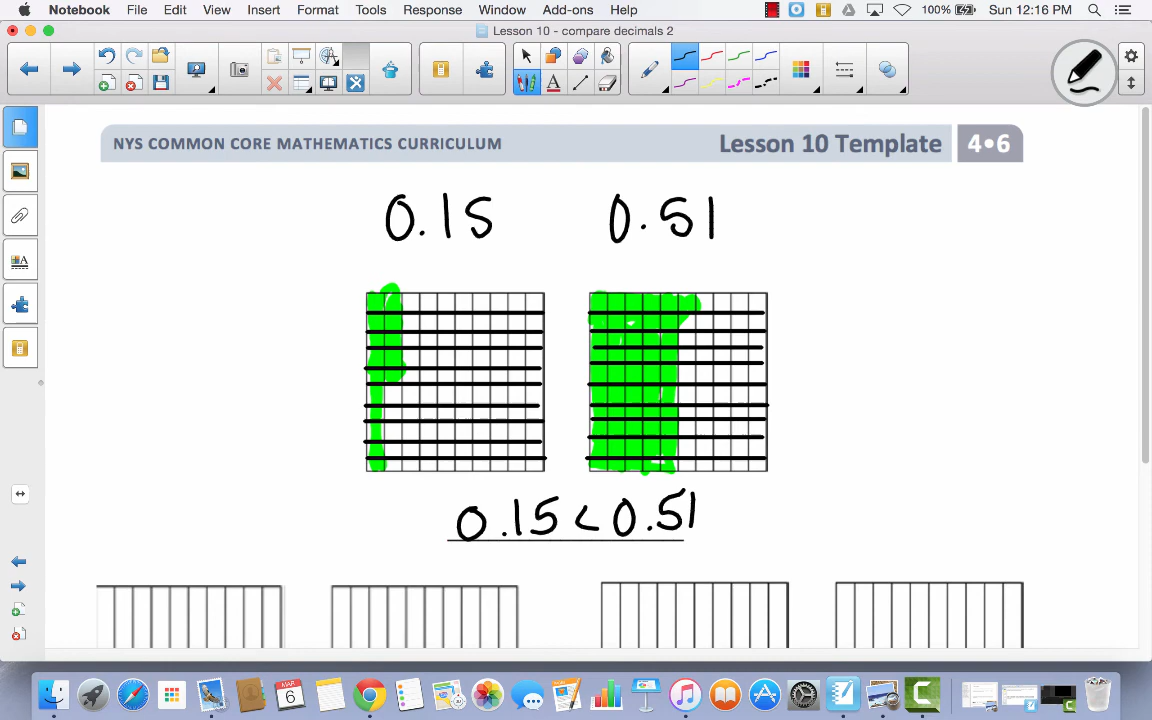 Notebook File Edit View Insert Format Tools Response Window Add-ons Help 100% Sun 12:16 PM
Lesson 10 - compare decimals 2
NYS COMMON CORE MATHEMATICS CURRICULUM Lesson 10 Template 4•6
0.15 0.51
0.15 < 0.51
MAR
6